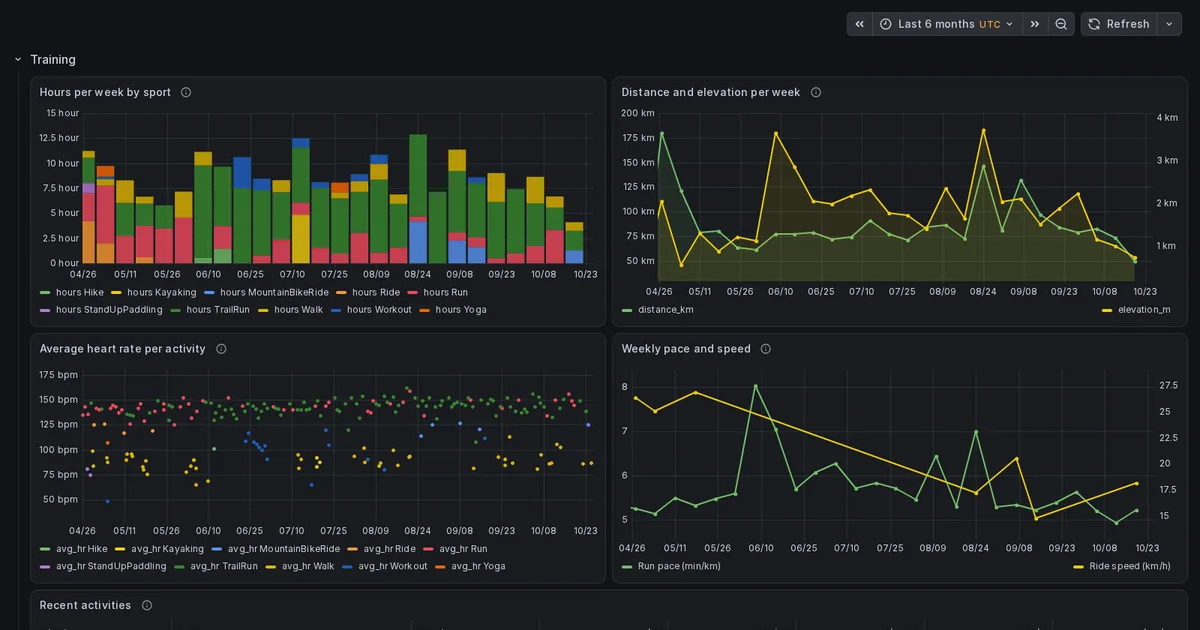 Last 6 months UTC Refresh
Training
Hours per week by sport
15 hour
12.5 hour
10 hour
7.5 hour
5 hour
2.5 hour
0 hour
04/26 05/11 05/26 06/10 06/25 07/10 07/25 08/09 08/24 09/08 09/23 10/08 10/23
hours Hike hours Kayaking hours MountainBikeRide hours Ride hours Run
hours StandUpPaddling hours TrailRun hours Walk hours Workout hours Yoga
Distance and elevation per week
200 km
175 km
150 km
125 km
100 km
75 km
50 km
4 km
3 km
2 km
1 km
04/26 05/11 05/26 06/10 06/25 07/10 07/25 08/09 08/24 09/08 09/23 10/08 10/23
distance_km elevation_m
Average heart rate per activity
175 bpm
150 bpm
125 bpm
100 bpm
75 bpm
50 bpm
04/26 05/11 05/26 06/10 06/25 07/10 07/25 08/09 08/24 09/08 09/23 10/08 10/23
avg_hr Hike avg_hr Kayaking avg_hr MountainBikeRide avg_hr Ride avg_hr Run
avg_hr StandUpPaddling avg_hr TrailRun avg_hr Walk avg_hr Workout avg_hr Yoga
Weekly pace and speed
8
7
6
5
27.5
25
22.5
20
17.5
15
04/26 05/11 05/26 06/10 06/25 07/10 07/25 08/09 08/24 09/08 09/23 10/08 10/23
Run pace (min/km) Ride speed (km/h)
Recent activities